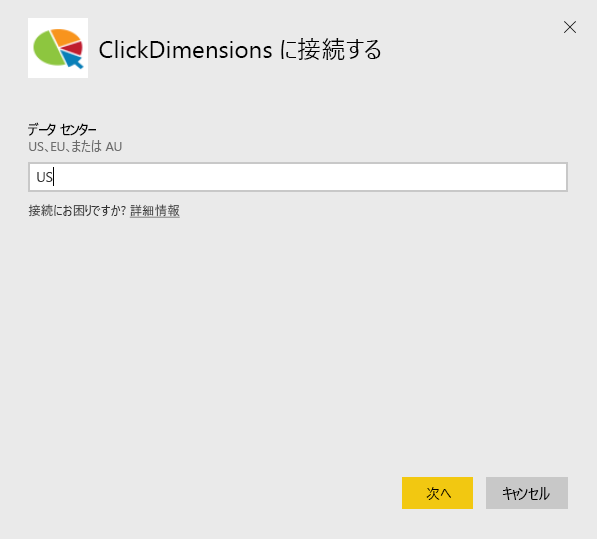 ClickDimensions に接続する
データ センター
US、EU、または AU
US
接続にお困りですか? 詳細情報
次へ
キャンセル